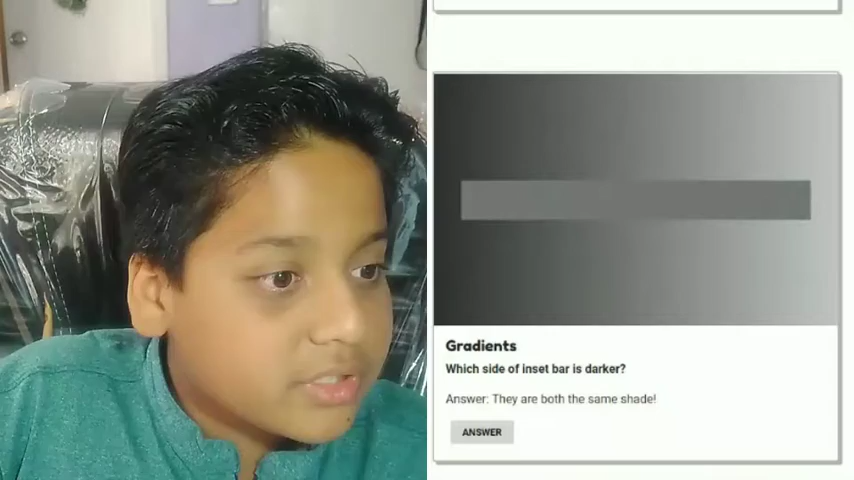 Gradients
Which side of inset bar is darker?
Answer: They are both the same shade!
ANSWER